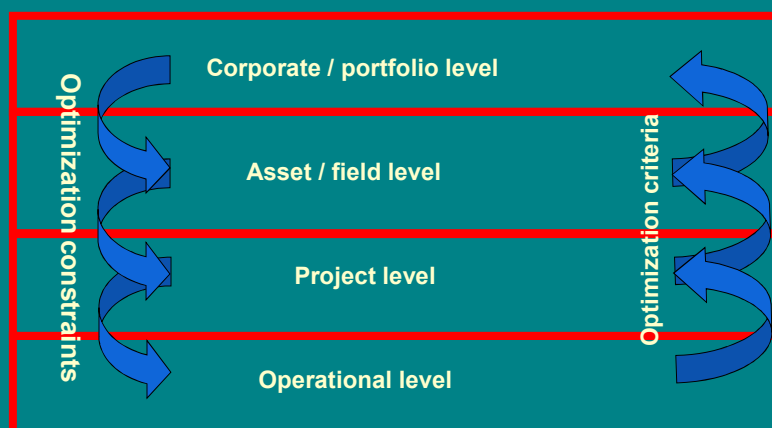 Corporate / portfolio level
Asset / field level
Project level
Operational level
Optimization constraints
Optimization criteria